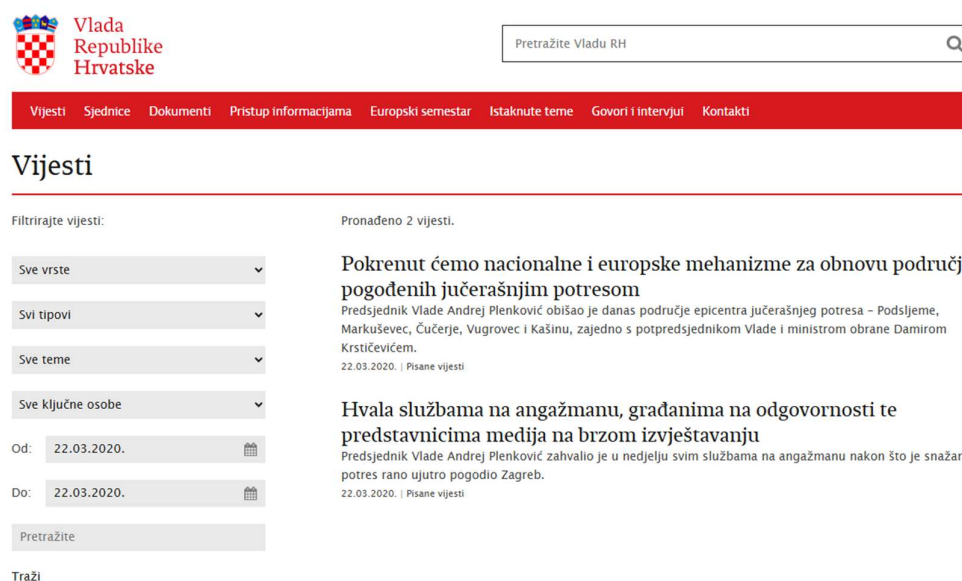 Vlada
Republike
Hrvatske
Pretražite Vladu RH
Vijesti Sjednice Dokumenti Pristup informacijama Europski semestar Istaknute teme Govori i intervjui Kontakti
Vijesti
Filtrirajte vijesti:
Sve vrste
Svi tipovi
Sve teme
Sve ključne osobe
Od: 22.03.2020.
Do: 22.03.2020.
Pretražite
Traži
Pronađeno 2 vijesti.
Pokrenut ćemo nacionalne i europske mehanizme za obnovu područj
pogođenih jučerašnjim potresom
Predsjednik Vlade Andrej Plenković obišao je danas područje epicentra jučerašnjeg potresa – Podsljeme,
Markuševec, Čučerje, Vugrovec i Kašinu, zajedno s potpredsjednikom Vlade i ministrom obrane Damirom
Krstičevićem.
22.03.2020. | Pisane vijesti
Hvala službama na angažmanu, građanima na odgovornosti te
predstavnicima medija na brzom izvještavanju
Predsjednik Vlade Andrej Plenković zahvalio je u nedjelju svim službama na angažmanu nakon što je snažan
potres rano ujutro pogodio Zagreb.
22.03.2020. | Pisane vijesti